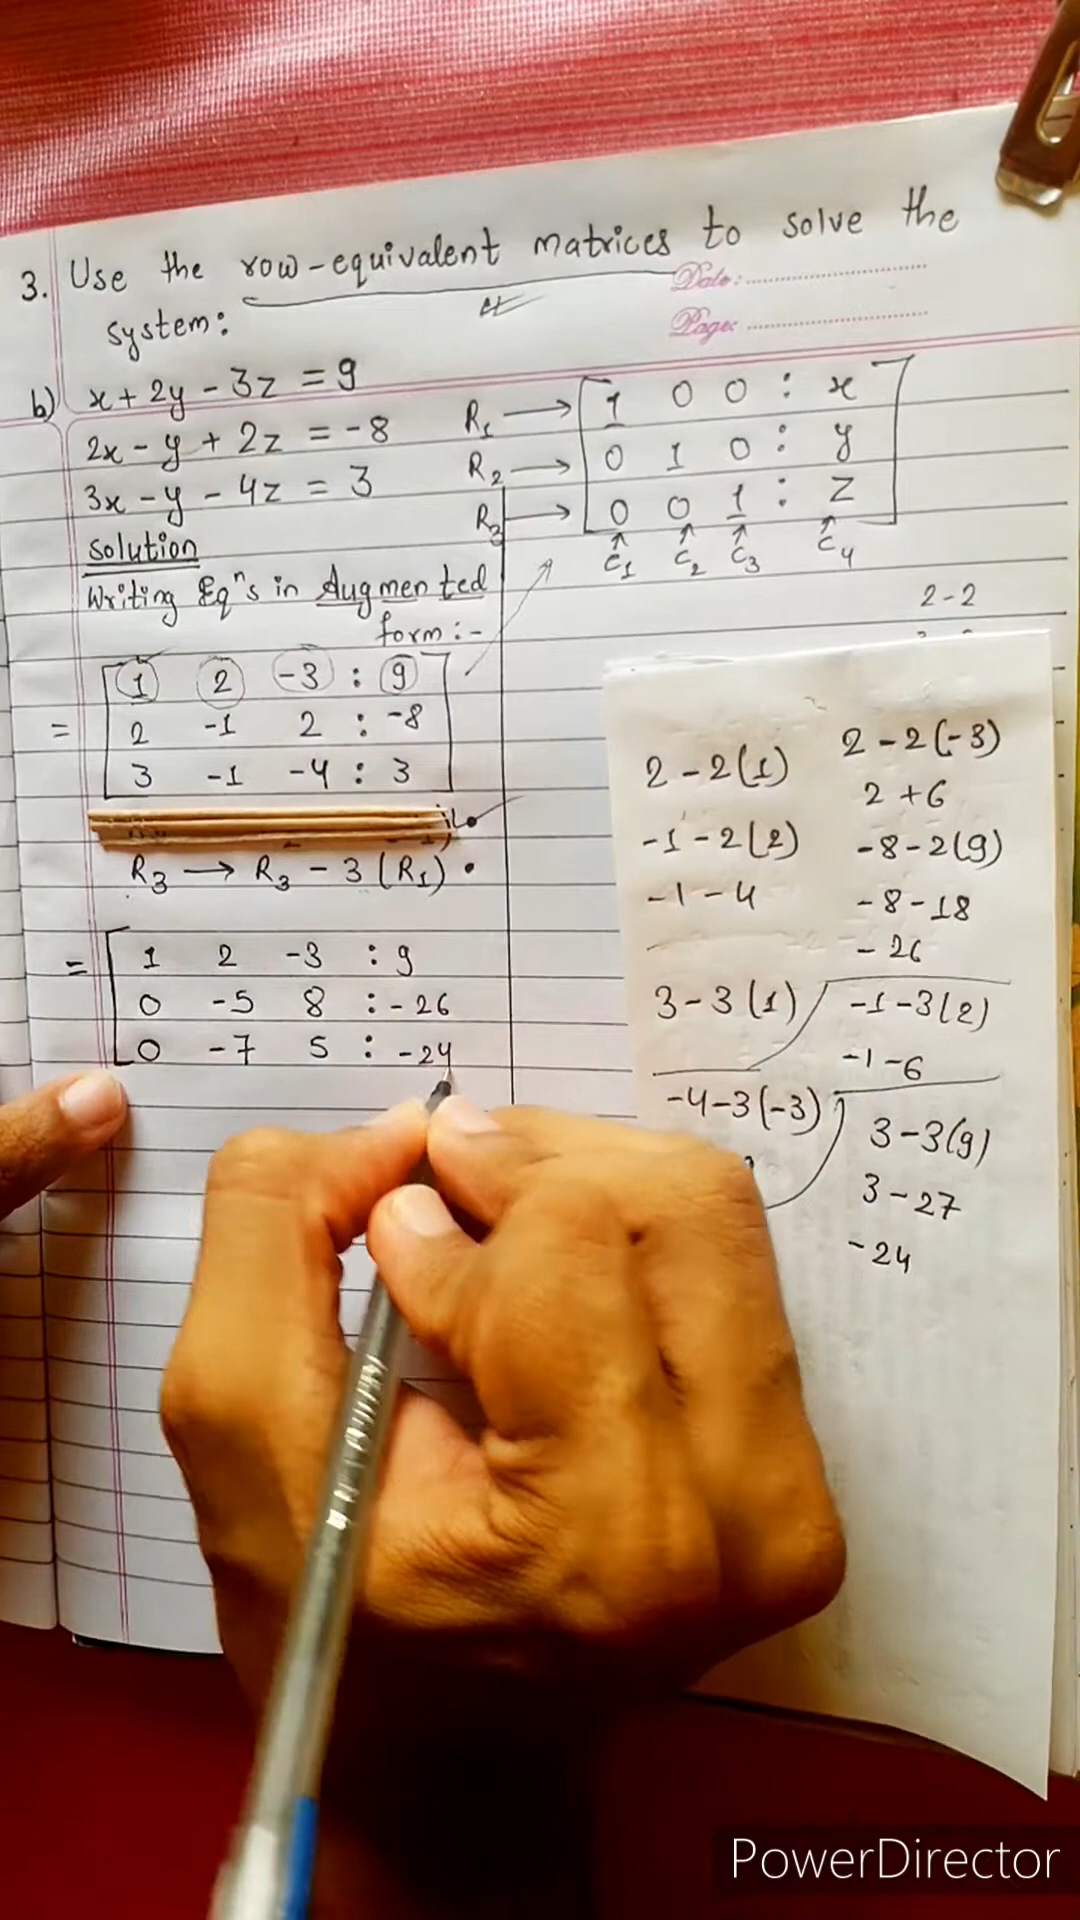 3. Use the row-equivalent matrices to solve the
Date:
system:
Page:
b) x + 2y - 3z = 9
2x - y + 2z = -8
3x - y - 4z = 3
R₁ → [ 1 0 0 : x ]
R₂ → 0 1 0 : y
R₃ → 0 0 1 : z
↑ ↑ ↑ ↑
C₁ C₂ C₃ C₄
Solution
Writing Eqⁿ's in Augmented
form :-
2 - 2
= [ 1 2 -3 : 9 ]
2 -1 2 : -8
3 -1 -4 : 3
R₃ → R₃ - 3 (R₁)
= [ 1 2 -3 : 9
0 -5 8 : -26
0 -7 5 : -24
2 - 2(1)
-1 - 2(2)
-1 - 4
2 - 2(-3)
2 + 6
-8 - 2(9)
-8 - 18
-26
3 - 3(1)
-1 - 3(2)
-1 - 6
-4 - 3(-3)
3 - 3(9)
3 - 27
-24
PowerDirector